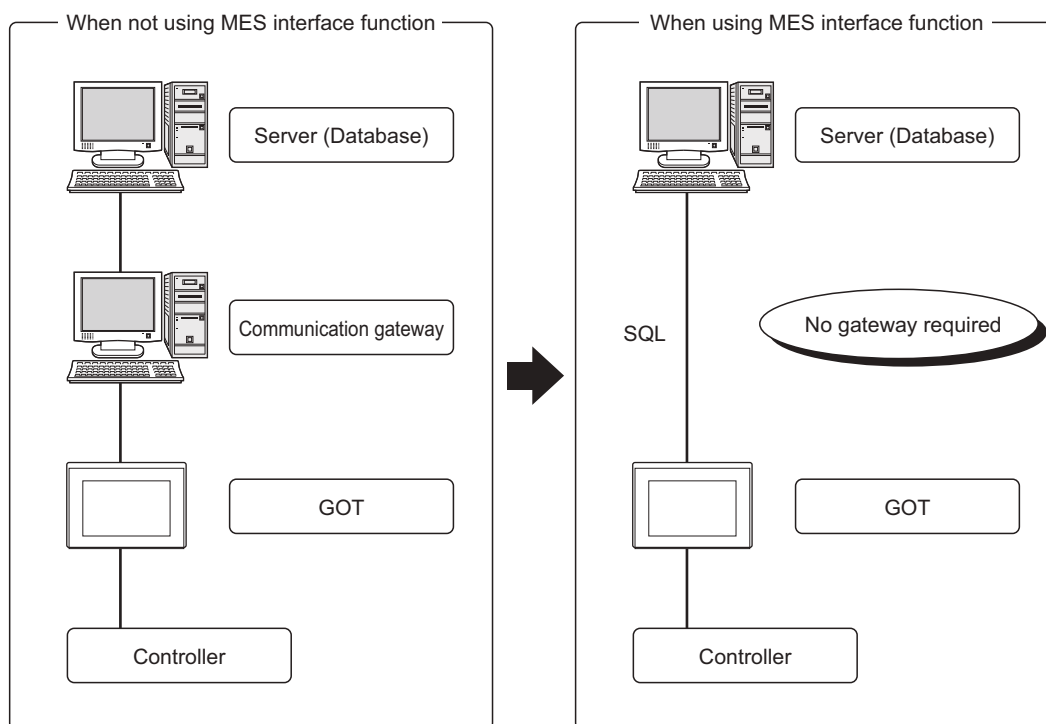 When not using MES interface function
Server (Database)
Communication gateway
GOT
Controller
When using MES interface function
Server (Database)
SQL
No gateway required
GOT
Controller